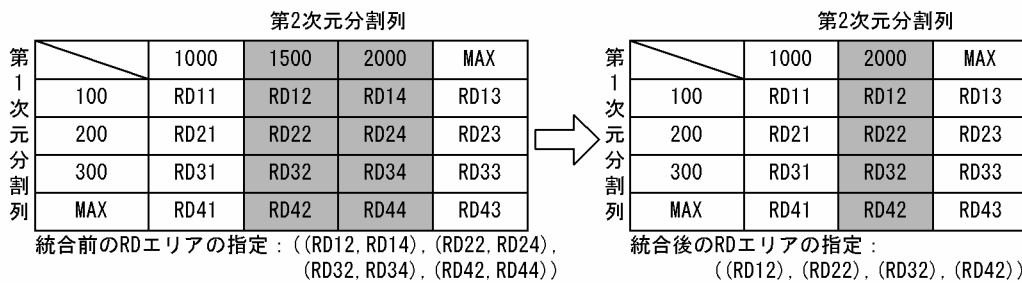 第2次元分割列
第1次元分割列
1000 1500 2000 MAX
100 RD11 RD12 RD14 RD13
200 RD21 RD22 RD24 RD23
300 RD31 RD32 RD34 RD33
MAX RD41 RD42 RD44 RD43
統合前のRDエリアの指定：((RD12,RD14),(RD22,RD24),
(RD32,RD34),(RD42,RD44))
第2次元分割列
第1次元分割列
1000 2000 MAX
100 RD11 RD12 RD13
200 RD21 RD22 RD23
300 RD31 RD32 RD33
MAX RD41 RD42 RD43
統合後のRDエリアの指定：
((RD12),(RD22),(RD32),(RD42))